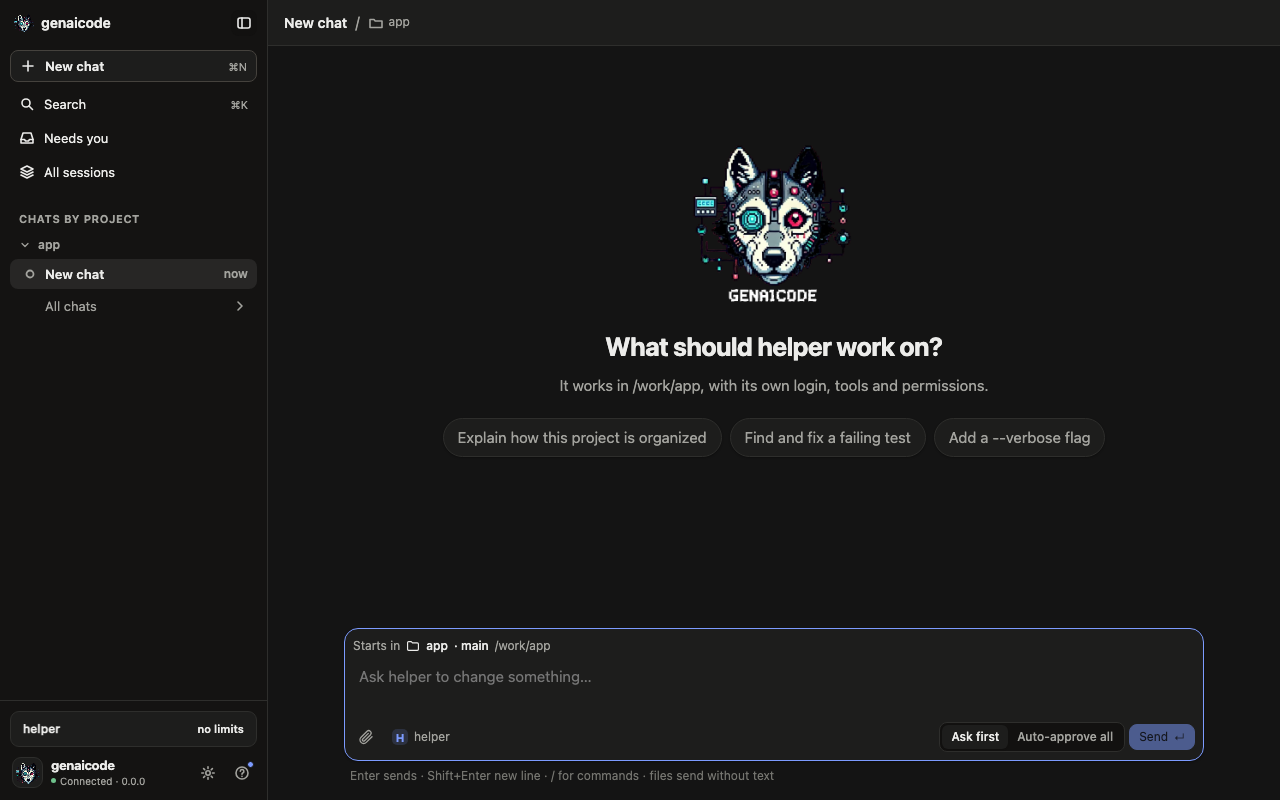 genaicode
New chat ⌘N
Search ⌘K
Needs you
All sessions
CHATS BY PROJECT
app
New chat now
All chats
helper no limits
genaicode
Connected · 0.0.0
New chat / app
GENAICODE
What should helper work on?
It works in /work/app, with its own login, tools and permissions.
Explain how this project is organized
Find and fix a failing test
Add a --verbose flag
Starts in app · main /work/app
Ask helper to change something...
H helper
Ask first Auto-approve all Send ↵
Enter sends · Shift+Enter new line · / for commands · files send without text